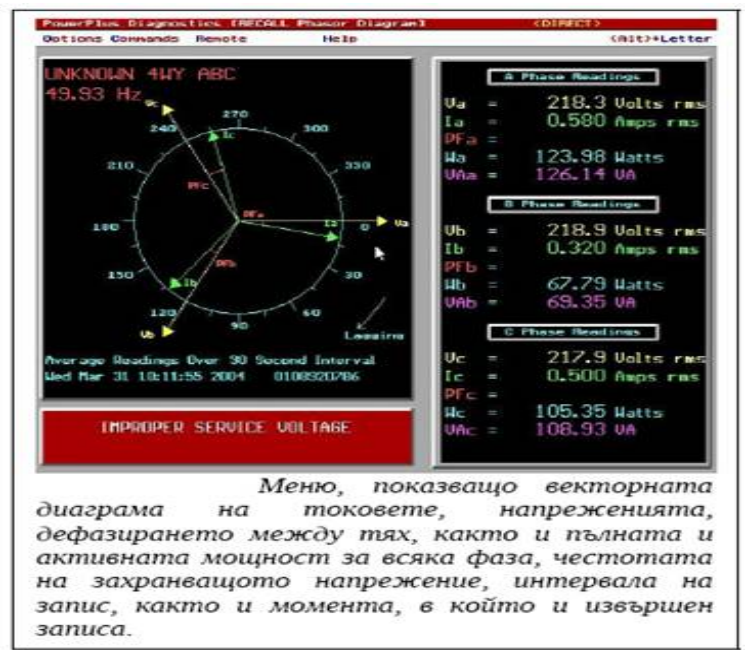 PowerPlus Diagnostics [RECALL Phasor Diagram] <DIRECT>
Options Commands Remote Help <Alt>+Letter
UNKNOWN 4WY ABC
49.93 Hz
Vc
240
270
Ic
300
210
330
PFc
PFa
180
Ia
0
Va
150
Ib
PFb
30
120
90
60
Vb
Lagging
Average Readings Over 30 Second Interval
Wed Mar 31 10:11:55 2004 0108920786
IMPROPER SERVICE VOLTAGE
A Phase Readings
Va = 218.3 Volts rms
Ia = 0.580 Amps rms
PFa =
Wa = 123.98 Watts
VAa = 126.14 VA
B Phase Readings
Vb = 218.9 Volts rms
Ib = 0.320 Amps rms
PFb =
Wb = 67.79 Watts
VAb = 69.35 VA
C Phase Readings
Vc = 217.9 Volts rms
Ic = 0.500 Amps rms
PFc =
Wc = 105.35 Watts
VAc = 108.93 VA
Меню, показващо векторната
диаграма на токовете, напреженията,
дефазирането между тях, както и пълната и
активната мощност за всяка фаза, честотата
на захранващото напрежение, интервала на
запис, както и момента, в който и извършен
записа.